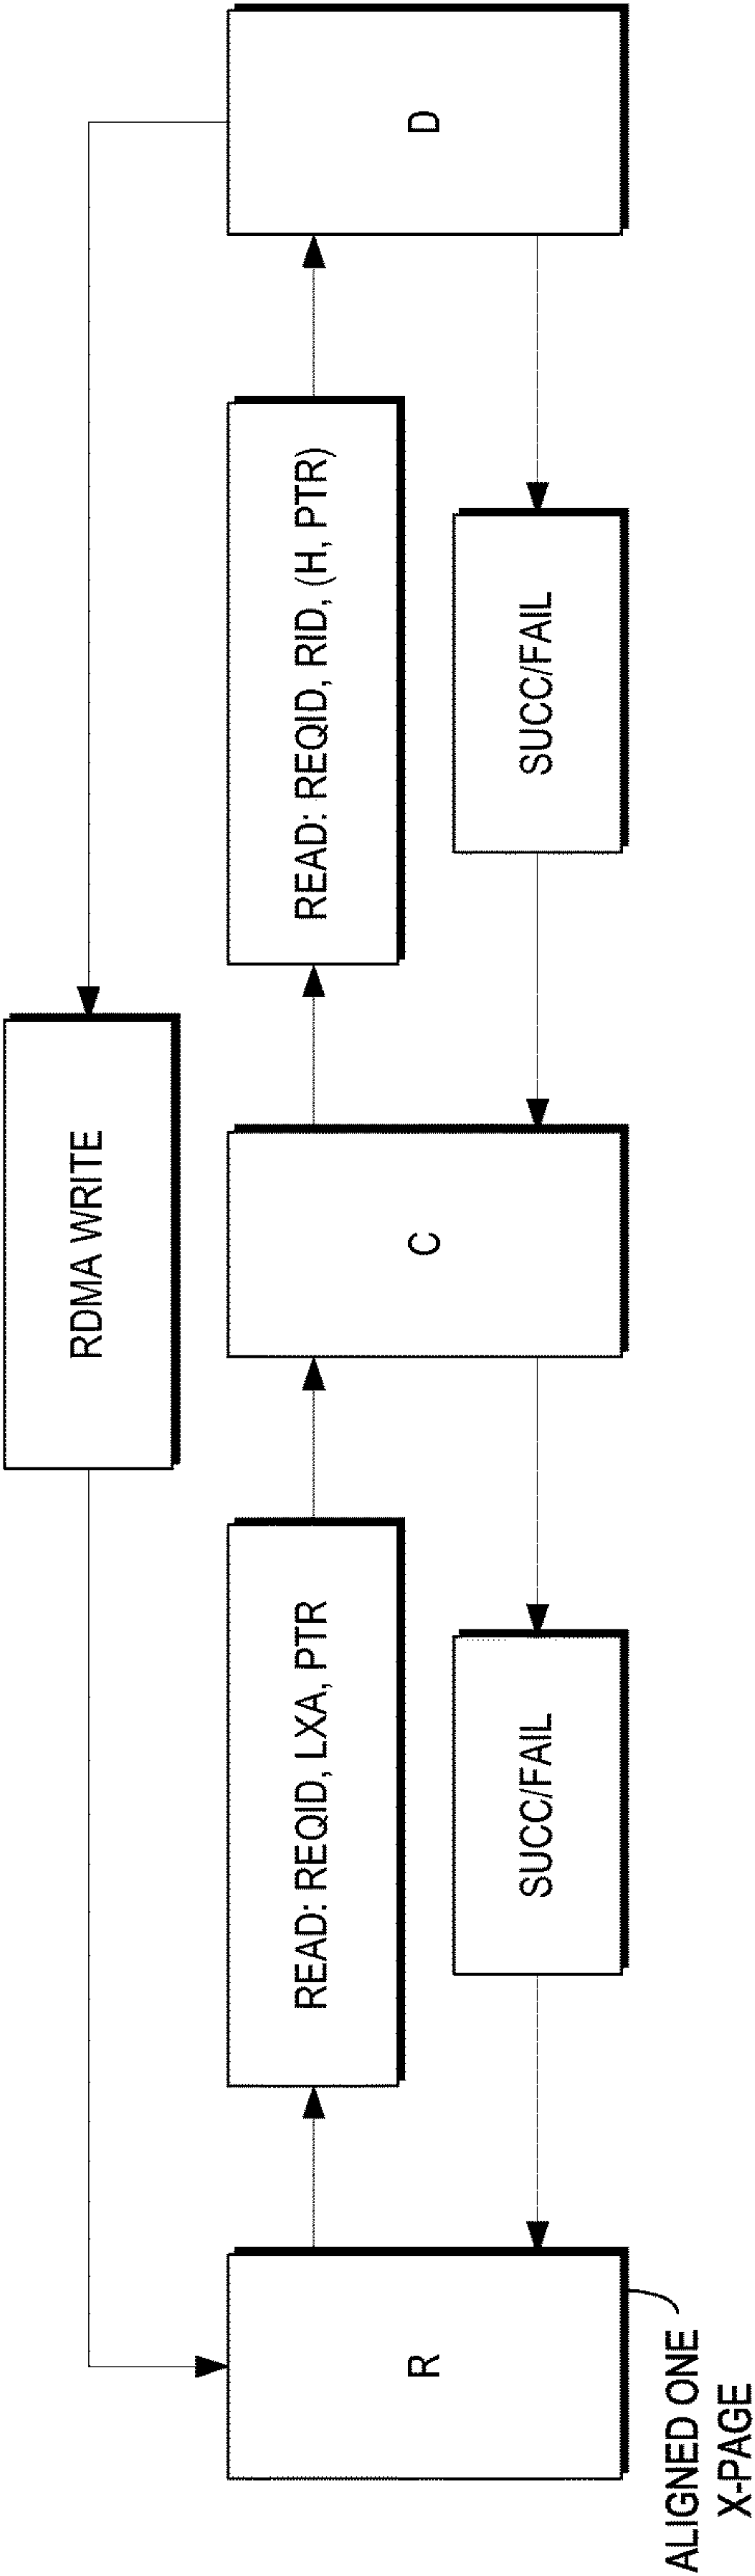 RDMA WRITE
R
READ: REQID, LXA, PTR
C
READ: REQID, RID, (H, PTR)
D
SUCC/FAIL
SUCC/FAIL
ALIGNED ONE
X-PAGE